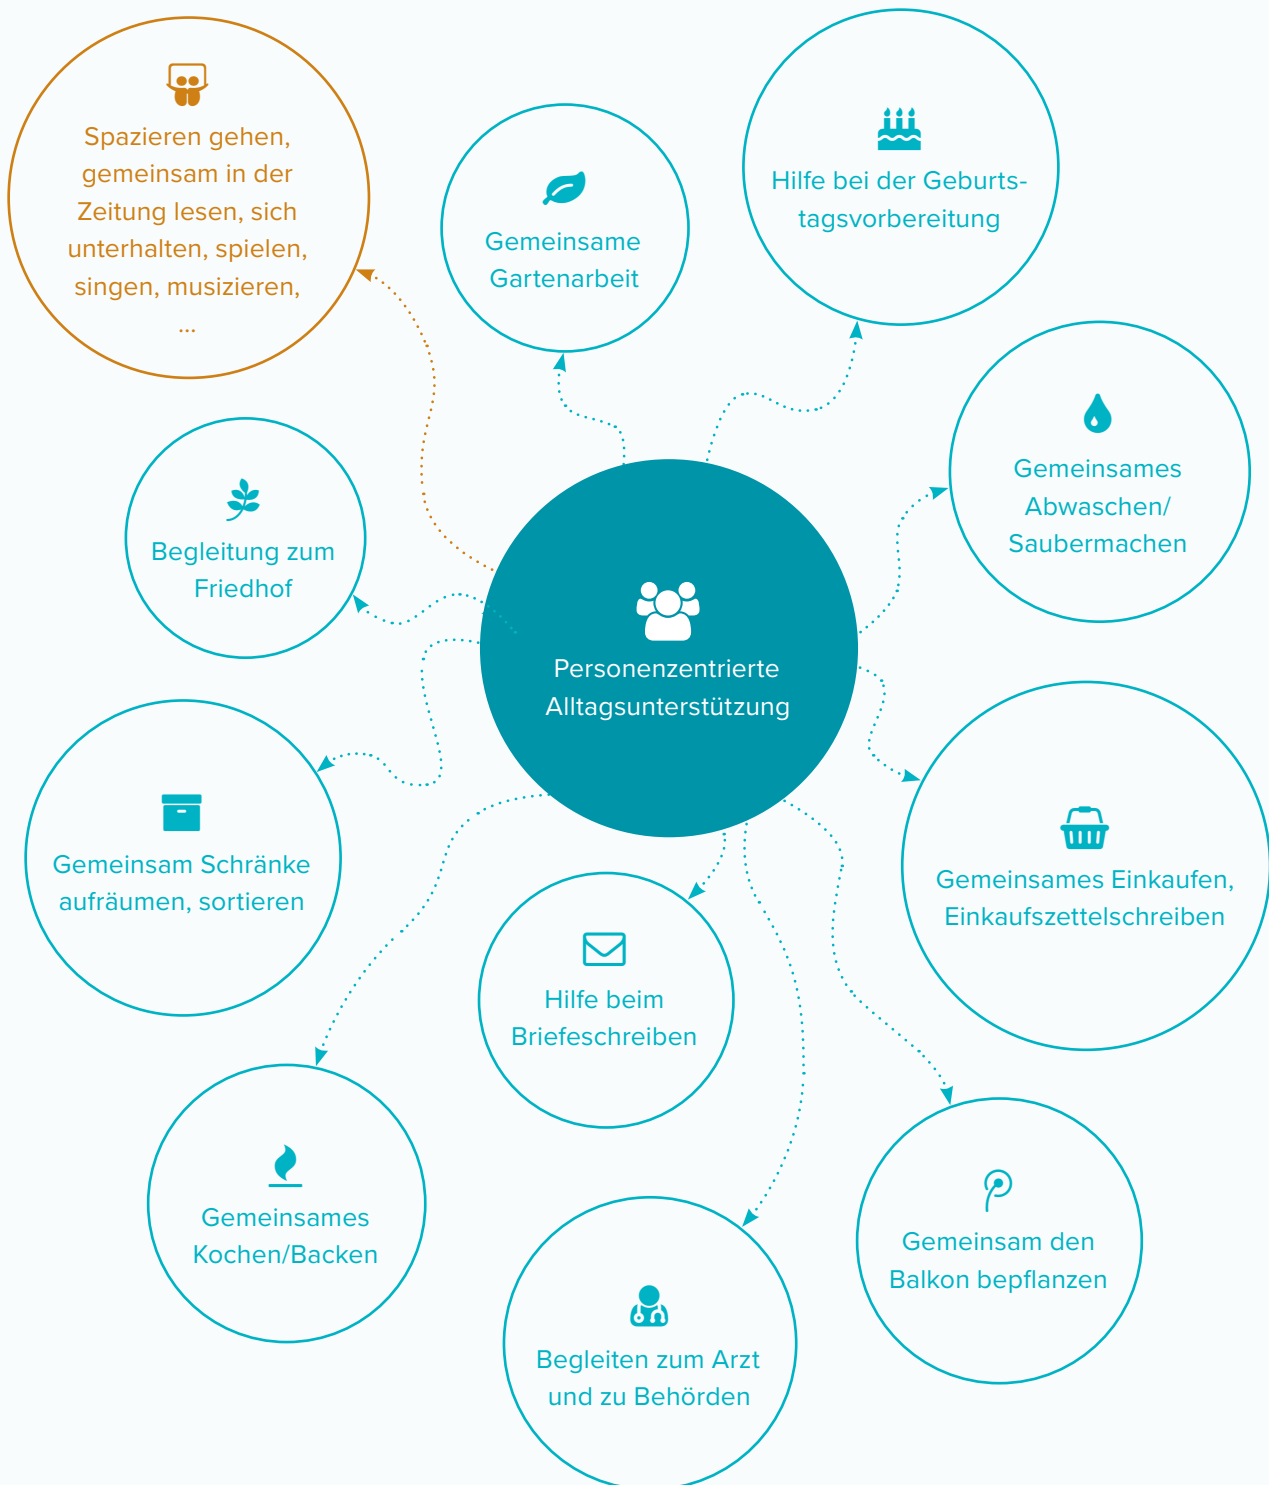 Spazieren gehen,
gemeinsam in der
Zeitung lesen, sich
unterhalten, spielen,
singen, musizieren,
...
Gemeinsame
Gartenarbeit
Hilfe bei der Geburts-
tagsvorbereitung
Gemeinsames
Abwaschen/
Saubermachen
Begleitung zum
Friedhof
Personenzentrierte
Alltagsunterstützung
Gemeinsam Schränke
aufräumen, sortieren
Gemeinsames Einkaufen,
Einkaufszettelschreiben
Hilfe beim
Briefeschreiben
Gemeinsames
Kochen/Backen
Gemeinsam den
Balkon bepflanzen
Begleiten zum Arzt
und zu Behörden